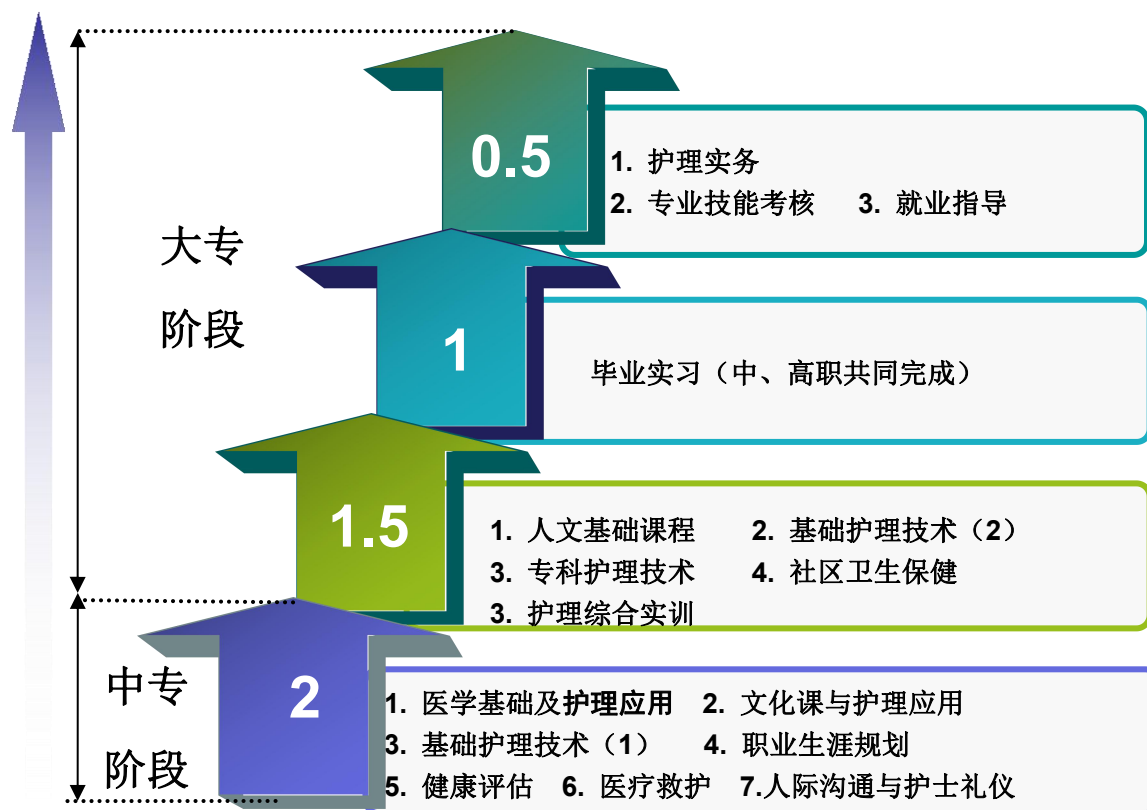 0.5
1. 护理实务
2. 专业技能考核 3. 就业指导
大专
阶段
1
毕业实习（中、高职共同完成）
1.5
1. 人文基础课程 2. 基础护理技术（2）
3. 专科护理技术 4. 社区卫生保健
3. 护理综合实训
中专
阶段
2
1. 医学基础及护理应用 2. 文化课与护理应用
3. 基础护理技术（1） 4. 职业生涯规划
5. 健康评估 6. 医疗救护 7.人际沟通与护士礼仪